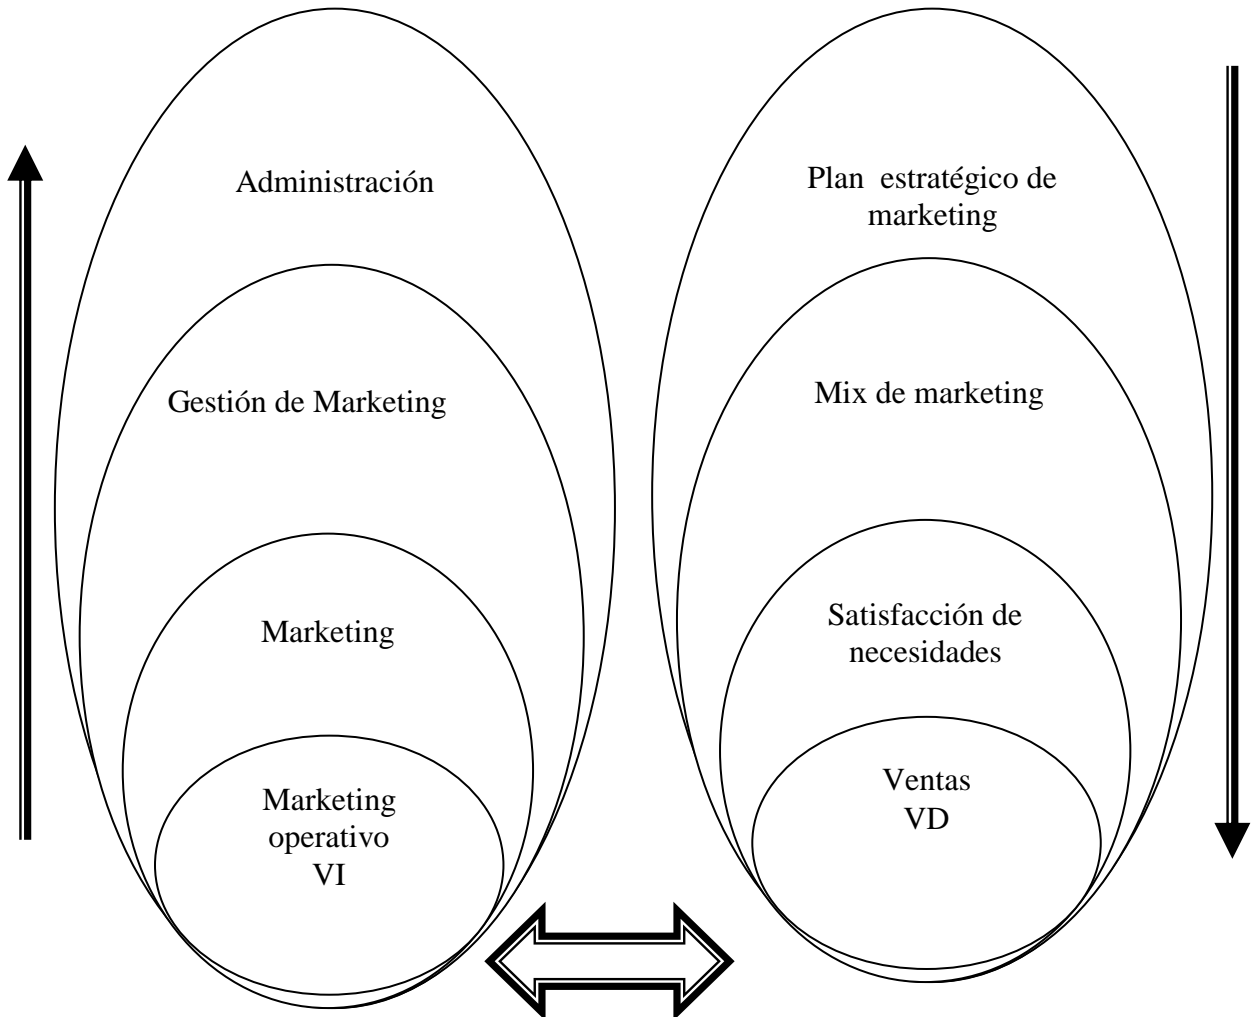 Administración
Gestión de Marketing
Marketing
Marketing
operativo
VI
Plan  estratégico de
marketing
Mix de marketing
Satisfacción de
necesidades
Ventas
VD